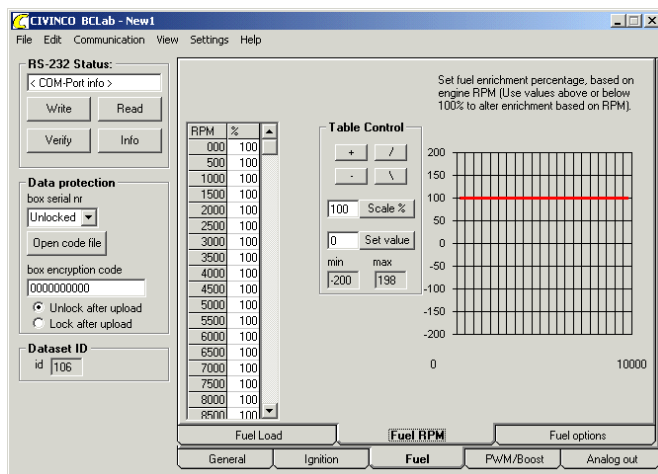 CIVINCO BCLab - New1
File Edit Communication View Settings Help
RS-232 Status:
< COM-Port info >
Write Read
Verify Info
Data protection
box serial nr
Unlocked
Open code file
box encryption code
0000000000
Unlock after upload
Lock after upload
Dataset ID
id 106
Set fuel enrichment percentage, based on
engine RPM (Use values above or below
100% to alter enrichment based on RPM).
RPM %
000 100
500 100
1000 100
1500 100
2000 100
2500 100
3000 100
3500 100
4000 100
4500 100
5000 100
5500 100
6000 100
6500 100
7000 100
7500 100
8000 100
8500 100
Table Control
+ /
- \
100 Scale %
0 Set value
min max
-200 198
200
150
100
50
0
-50
-100
-150
-200
0 10000
Fuel Load Fuel RPM Fuel options
General Ignition Fuel PWM/Boost Analog out